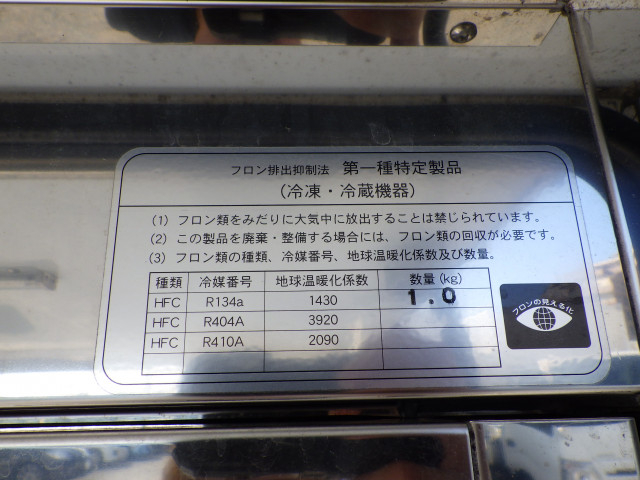 フロン排出抑制法 第一種特定製品
(冷凍・冷蔵機器)
(1) フロン類をみだりに大気中に放出することは禁じられています。
(2) この製品を廃棄・整備する場合には、フロン類の回収が必要です。
(3) フロン類の種類、冷媒番号、地球温暖化係数及び数量。
種類 冷媒番号 地球温暖化係数 数量(kg)
HFC R134a 1430 1.0
HFC R404A 3920
HFC R410A 2090
フロンの見える化